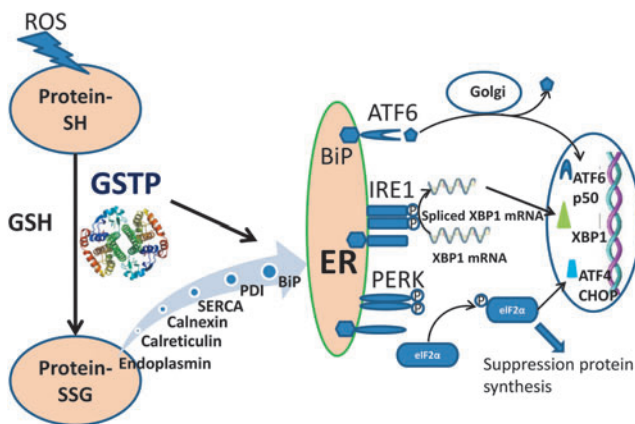 ROS
Protein-
SH
GSH
GSTP
Protein-
SSG
BiP
PDI
SERCA
Calnexin
Calreticulin
Endoplasmin
ER
BiP
ATF6
Golgi
IRE1
P
P
Spliced XBP1 mRNA
XBP1 mRNA
PERK
P
P
eIF2α
P
eIF2α
Suppression protein
synthesis
ATF6
p50
XBP1
ATF4
CHOP